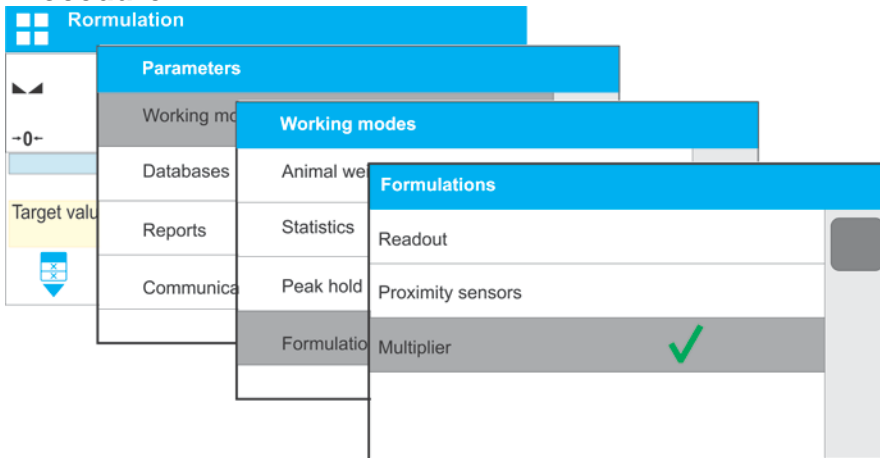 Rormulation
Parameters
Working mo
Working modes
→0←
Databases
Animal wei
Formulations
Target valu
Reports
Statistics
Readout
Communica
Peak hold
Proximity sensors
Formulatio
Multiplier